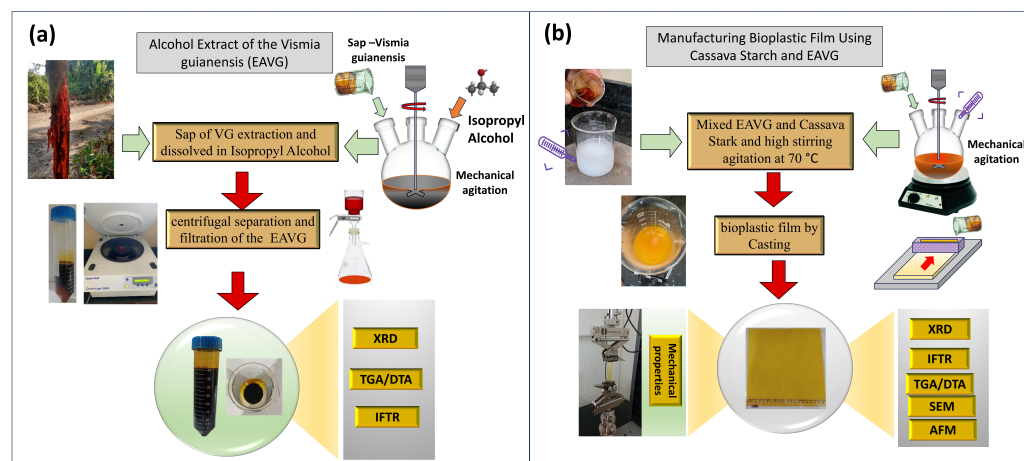 (a)
Alcohol Extract of the Vismia
guianensis (EAVG)
Sap –Vismia
guianensis
Isopropyl
Alcohol
Sap of VG extraction and
dissolved in Isopropyl Alcohol
Mechanical
agitation
centrifugal separation and
filtration of the EAVG
XRD
TGA/DTA
IFTR
(b)
Manufacturing Bioplastic Film Using
Cassava Starch and EAVG
Mixed EAVG and Cassava
Stark and high stirring
agitation at 70 °C
Mechanical
agitation
bioplastic film by
Casting
Mechanical
properties
XRD
IFTR
TGA/DTA
SEM
AFM